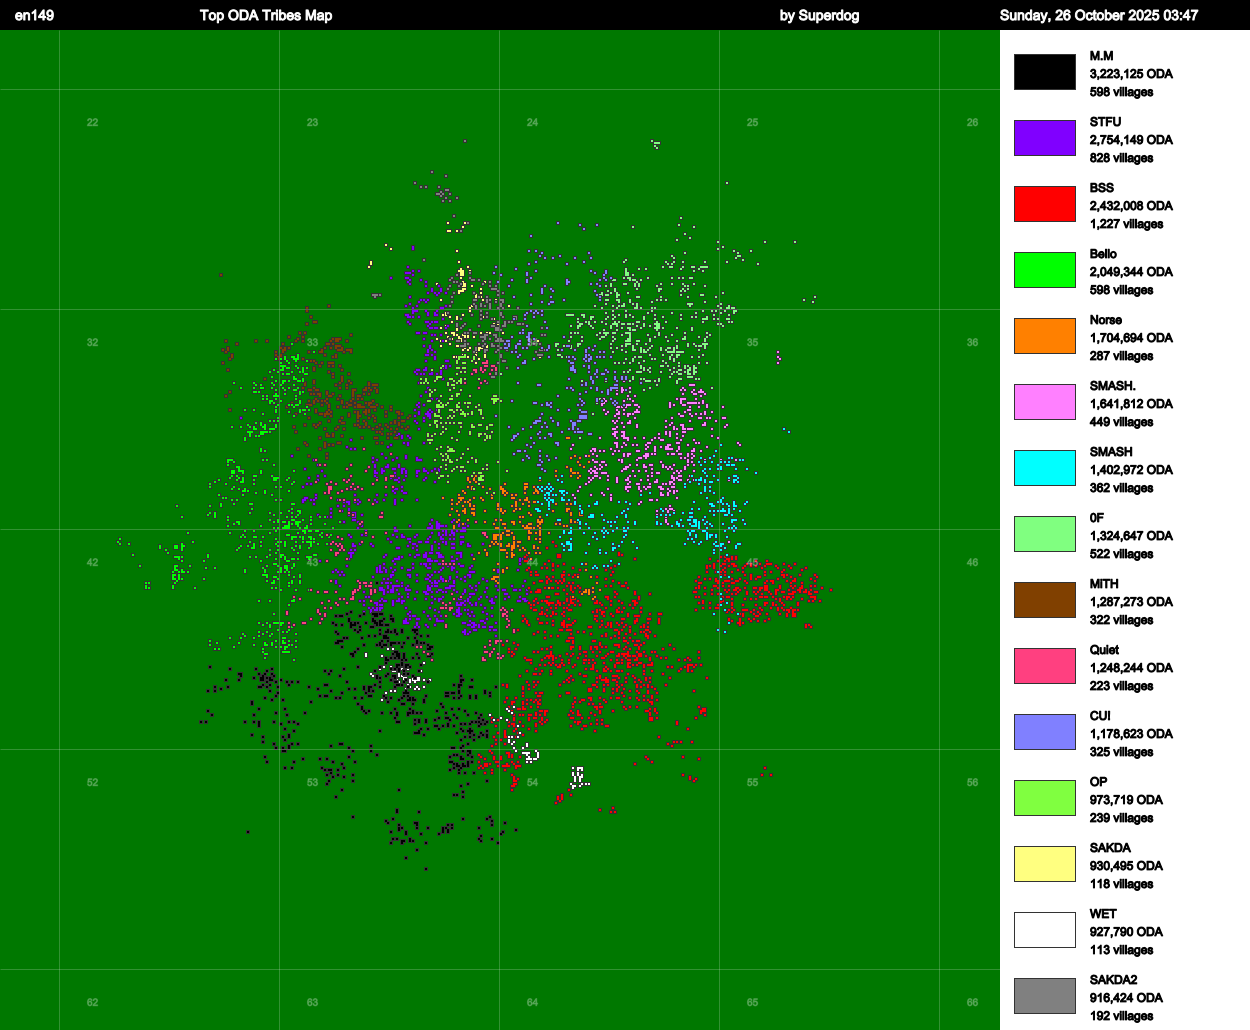 en149
Top ODA Tribes Map
by Superdog
Sunday, 26 October 2025 03:47
22
23
24
25
26
32
33
34
35
36
42
43
44
45
46
52
53
54
55
56
62
63
64
65
66
M.M
3,223,125 ODA
598 villages
STFU
2,754,149 ODA
828 villages
BSS
2,432,008 ODA
1,227 villages
Bello
2,049,344 ODA
598 villages
Norse
1,704,694 ODA
287 villages
SMASH.
1,641,812 ODA
449 villages
SMASH
1,402,972 ODA
362 villages
0F
1,324,647 ODA
522 villages
MITH
1,287,273 ODA
322 villages
Quiet
1,248,244 ODA
223 villages
CUI
1,178,623 ODA
325 villages
OP
973,719 ODA
239 villages
SAKDA
930,495 ODA
118 villages
WET
927,790 ODA
113 villages
SAKDA2
916,424 ODA
192 villages